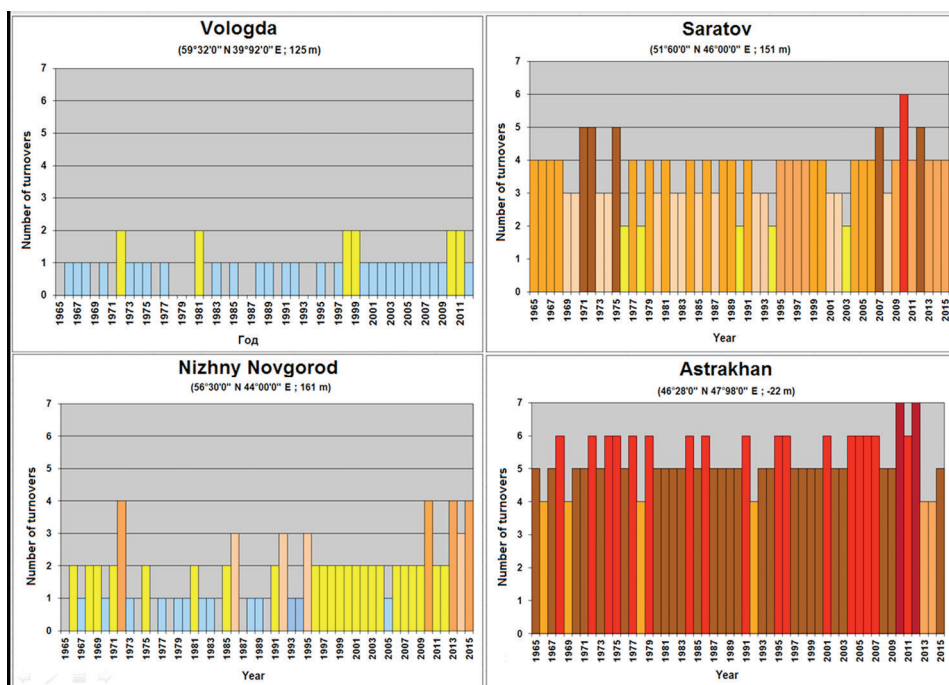 Vologda
(59°32'0'' N 39°92'0'' E ; 125 m)
Number of turnovers
7
6
5
4
3
2
1
0
1965 1967 1969 1971 1973 1975 1977 1979 1981 1983 1985 1987 1989 1991 1993 1995 1997 1999 2001 2003 2005 2007 2009 2011
Год
Saratov
(51°60'0'' N 46°00'0'' E ; 151 m)
Number of turnovers
7
6
5
4
3
2
1
0
1965 1967 1969 1971 1973 1975 1977 1979 1981 1983 1985 1987 1989 1991 1993 1995 1997 1999 2001 2003 2005 2007 2009 2011 2013 2015
Year
Nizhny Novgorod
(56°30'0'' N 44°00'0'' E ; 161 m)
Number of turnovers
7
6
5
4
3
2
1
0
1965 1967 1969 1971 1973 1975 1977 1979 1981 1983 1985 1987 1989 1991 1993 1995 1997 1999 2001 2003 2005 2007 2009 2011 2013 2015
Year
Astrakhan
(46°28'0'' N 47°98'0'' E ; -22 m)
Number of turnovers
7
6
5
4
3
2
1
0
1965 1967 1969 1971 1973 1975 1977 1979 1981 1983 1985 1987 1989 1991 1993 1995 1997 1999 2001 2003 2005 2007 2009 2011 2013 2015
Year